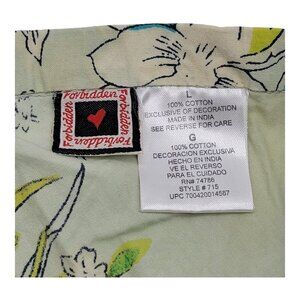 Forbidden
Forbidden
Forbidden
Forbidden
L
100% COTTON
EXCLUSIVE OF DECORATION
MADE IN INDIA
SEE REVERSE FOR CARE
G
100% COTTON
DECORACION EXCLUSIVA
HECHO EN INDIA
VE EL REVERSO
PARA EL CUIDADO
RN# 74786
STYLE # 715
UPC 700420014567